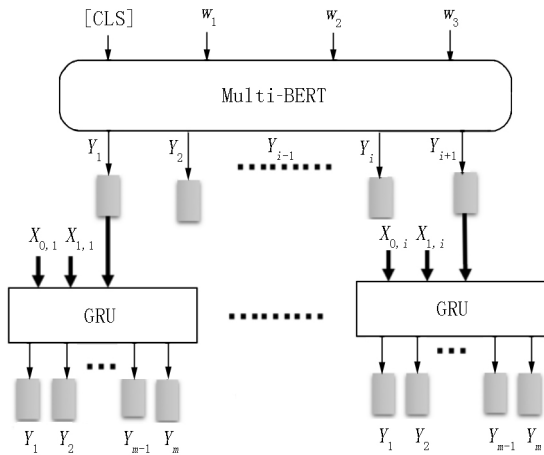 [CLS] w1 w2 w3
Multi-BERT
Y1 Y2 Yi-1 Yi Yi+1
X0,1 X1,1 X0,i X1,i
GRU GRU
Y1 Y2 Ym-1 Ym Y1 Y2 Ym-1 Ym